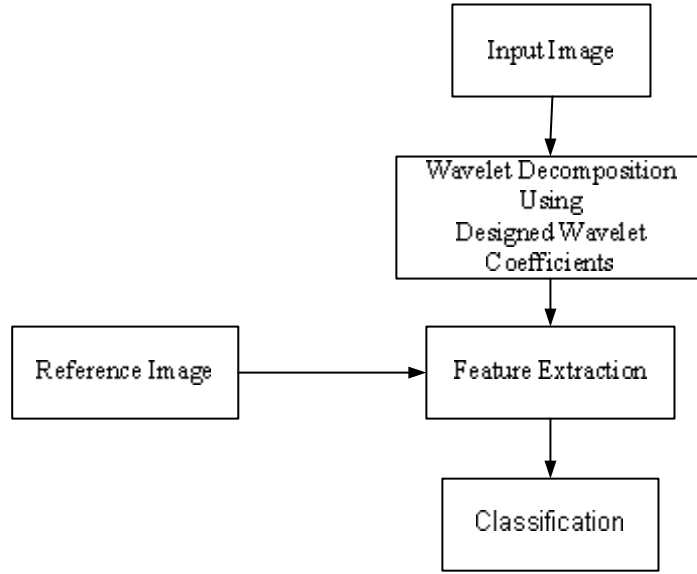 Input Image
Wavelet Decomposition
Using
Designed Wavelet
Coefficients
Reference Image
Feature Extraction
Classification